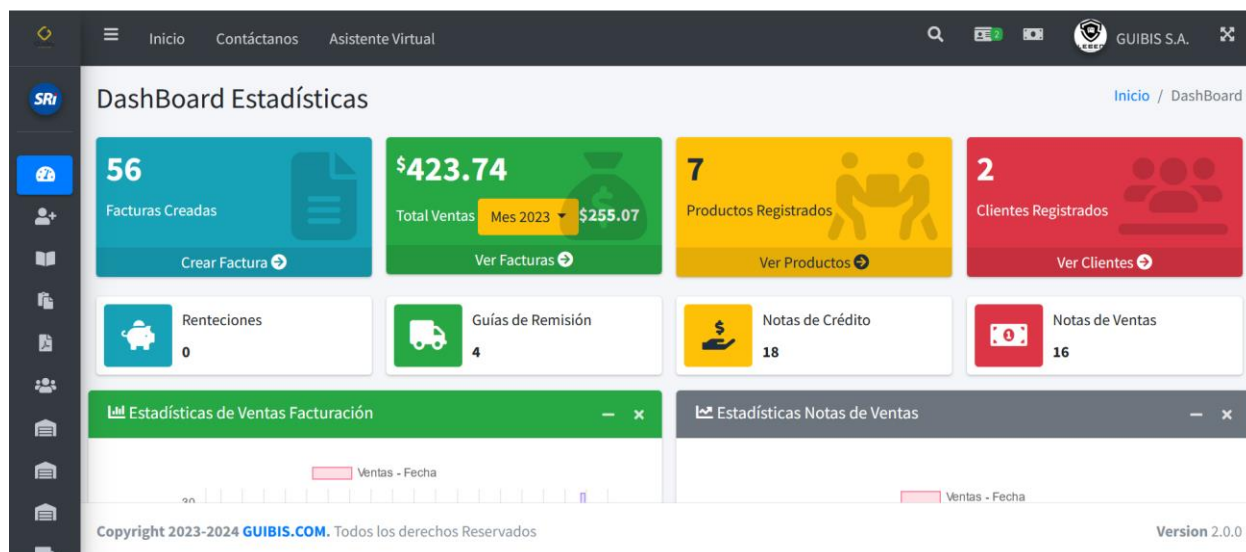 Inicio Contáctanos Asistente Virtual 2 GUIBIS S.A.
SRi
DashBoard Estadísticas
Inicio / DashBoard
56
Facturas Creadas
Crear Factura
$423.74
Total Ventas Mes 2023 $255.07
Ver Facturas
7
Productos Registrados
Ver Productos
2
Clientes Registrados
Ver Clientes
Renteciones
0
Guías de Remisión
4
Notas de Crédito
18
Notas de Ventas
16
Estadísticas de Ventas Facturación
Ventas - Fecha
Estadísticas Notas de Ventas
Ventas - Fecha
Copyright 2023-2024 GUIBIS.COM. Todos los derechos Reservados
Version 2.0.0